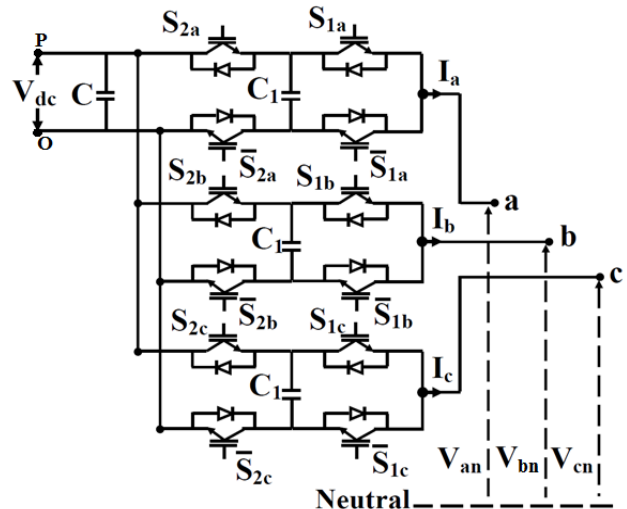 S2a S1a
P
Vdc C C1 Ia
O
S̅2a S̅1a
S2b S1b
a
C1 Ib b
c
S̅2b S̅1b
S2c S1c
C1 Ic
S̅2c S̅1c
Van Vbn Vcn
Neutral